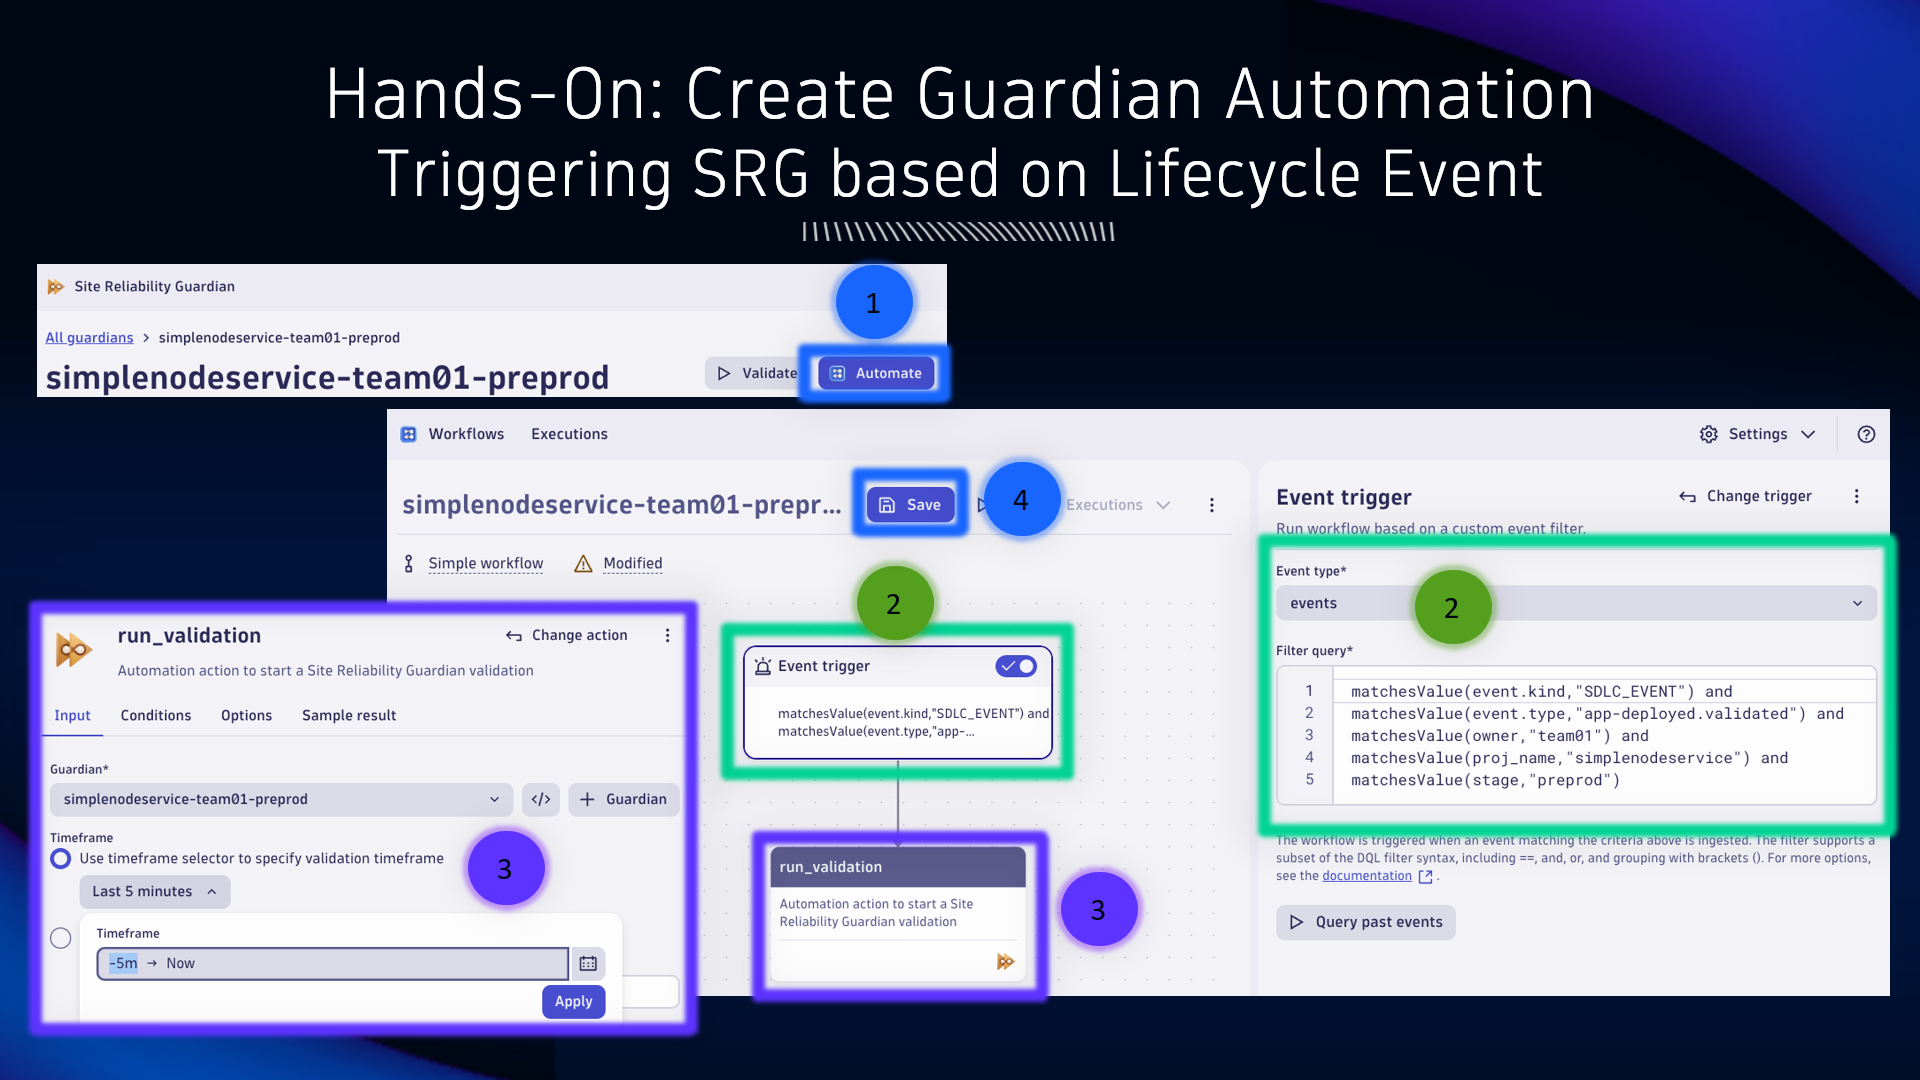 Hands-On: Create Guardian Automation
Triggering SRG based on Lifecycle Event
Site Reliability Guardian
1
All guardians > simplenodeservice-team01-preprod
simplenodeservice-team01-preprod
Validate
Automate
Workflows
Executions
Settings
simplenodeservice-team01-prepr...
Save
4
Executions
Simple workflow
Modified
2
Event trigger
matchesValue(event.kind,"SDLC_EVENT") and
matchesValue(event.type,"app-...
run_validation
Automation action to start a Site
Reliability Guardian validation
3
Event trigger
Change trigger
Run workflow based on a custom event filter.
Event type*
events
2
Filter query*
1 matchesValue(event.kind,"SDLC_EVENT") and
2 matchesValue(event.type,"app-deployed.validated") and
3 matchesValue(owner,"team01") and
4 matchesValue(proj_name,"simplenodeservice") and
5 matchesValue(stage,"preprod")
The workflow is triggered when an event matching the criteria above is ingested. The filter supports a
subset of the DQL filter syntax, including ==, and, or, and grouping with brackets (). For more options,
see the documentation .
Query past events
run_validation
Change action
Automation action to start a Site Reliability Guardian validation
Input
Conditions
Options
Sample result
Guardian*
simplenodeservice-team01-preprod
</>
+ Guardian
Timeframe
Use timeframe selector to specify validation timeframe
3
Last 5 minutes
Timeframe
-5m → Now
Apply